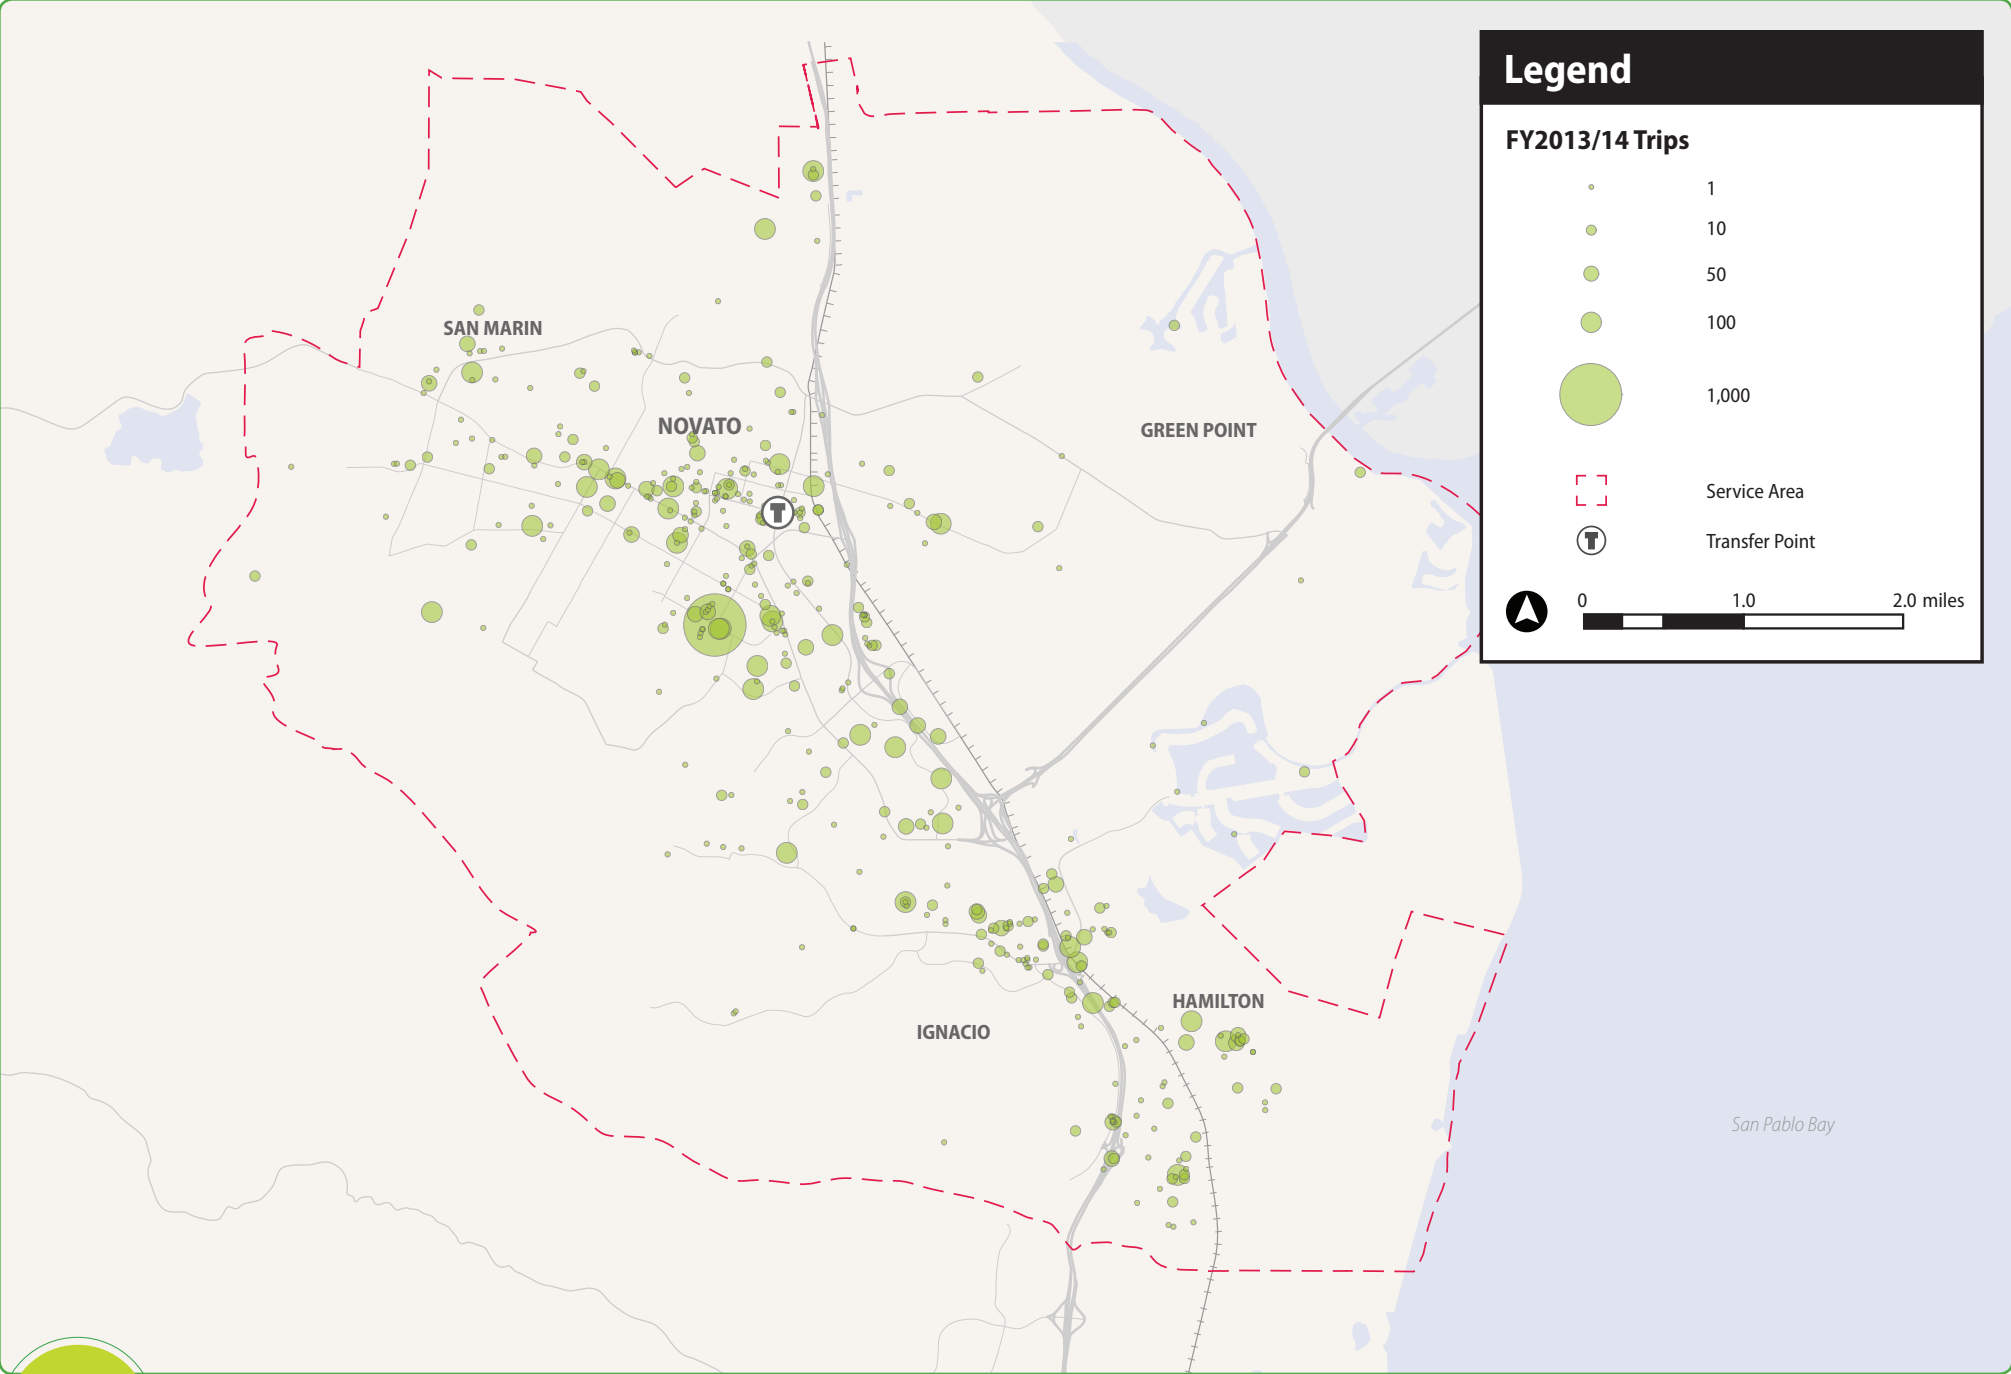 Legend
FY2013/14 Trips
1
10
50
100
1,000
Service Area
T Transfer Point
0 1.0 2.0 miles
SAN MARIN
NOVATO
GREEN POINT
T
HAMILTON
IGNACIO
San Pablo Bay